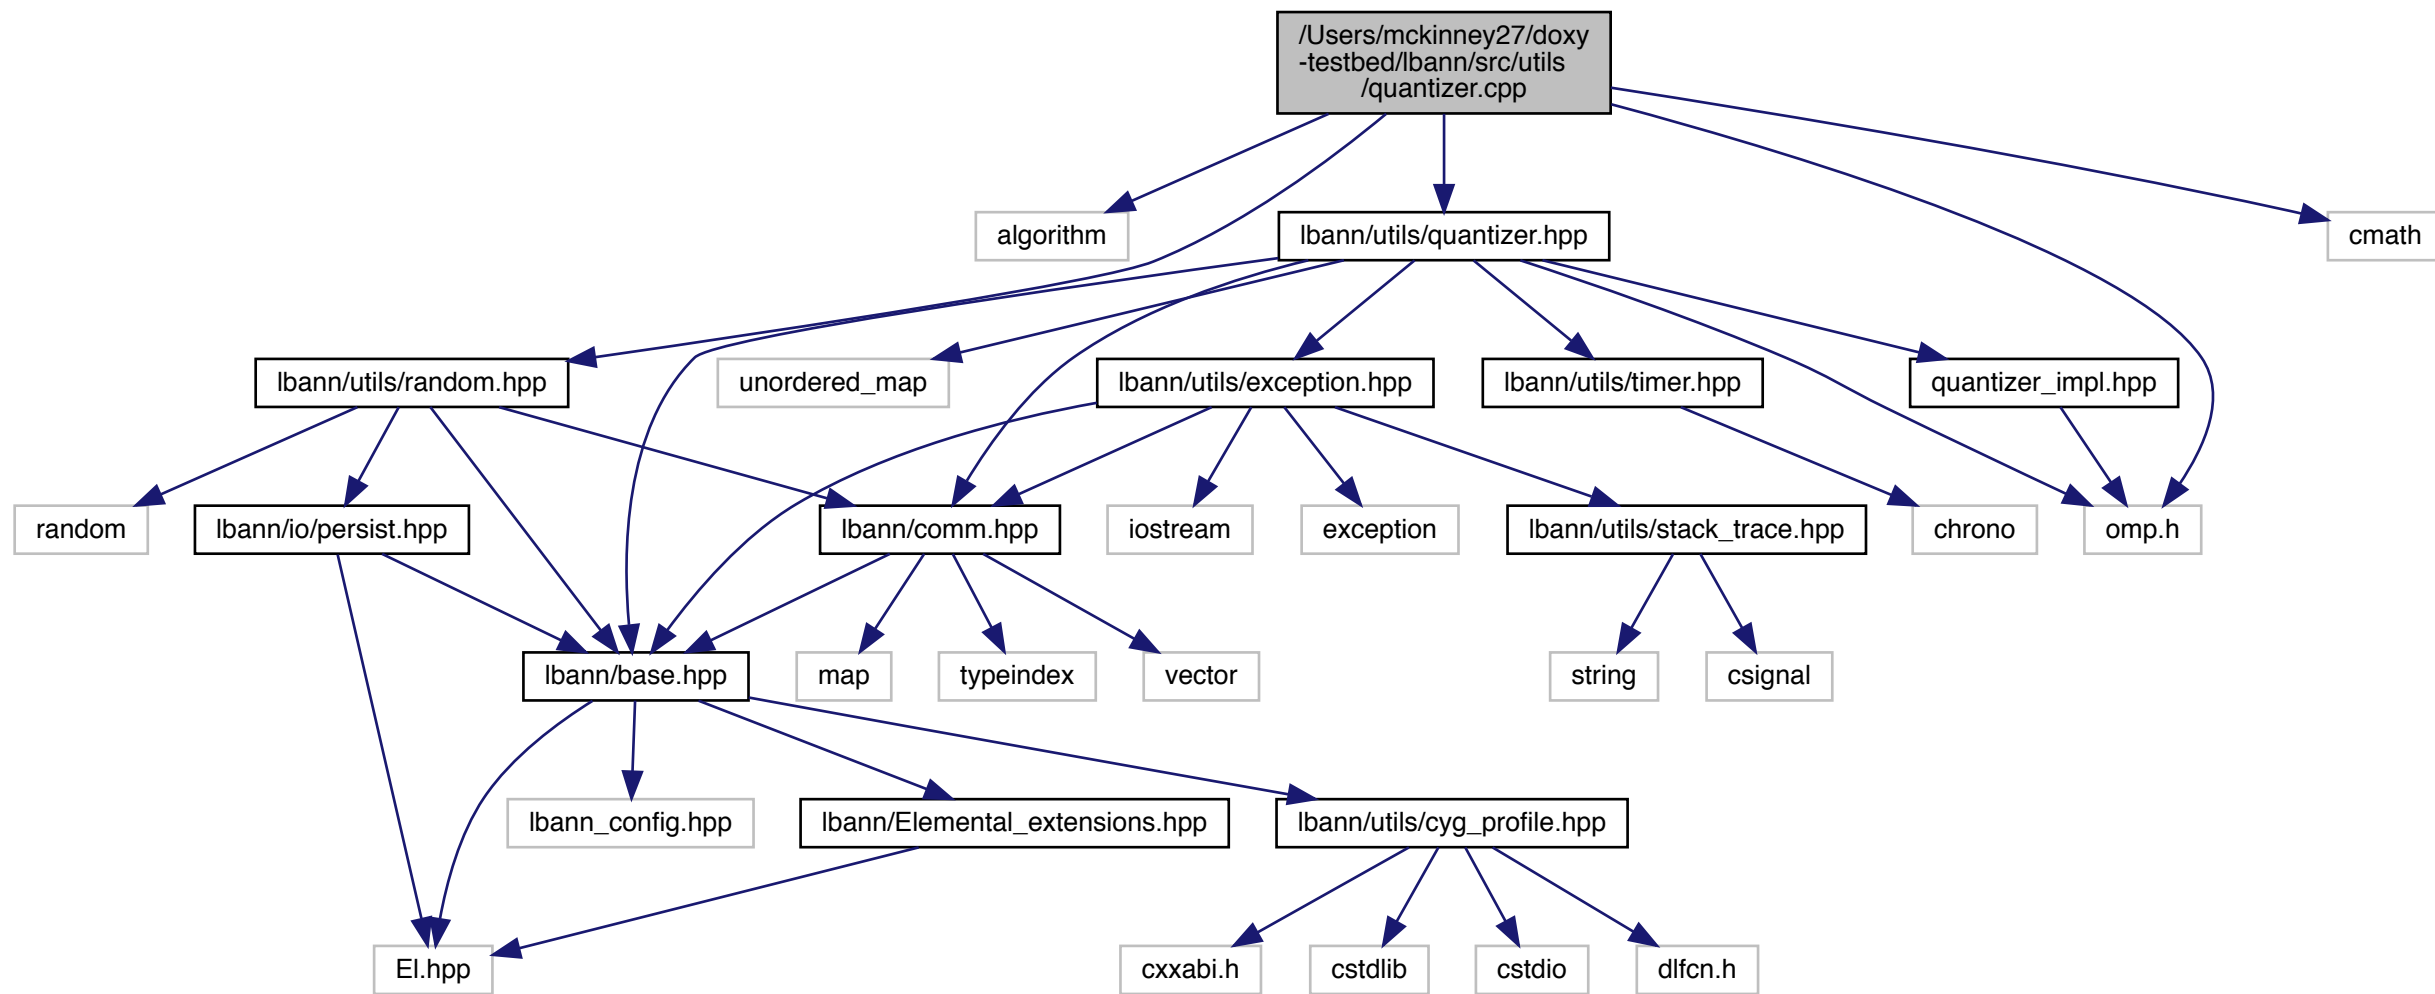 /Users/mckinney27/doxy
-testbed/lbann/src/utils
/quantizer.cpp
algorithm
lbann/utils/quantizer.hpp
cmath
lbann/utils/random.hpp
unordered_map
lbann/utils/exception.hpp
lbann/utils/timer.hpp
quantizer_impl.hpp
random
lbann/io/persist.hpp
lbann/comm.hpp
iostream
exception
lbann/utils/stack_trace.hpp
chrono
omp.h
lbann/base.hpp
map
typeindex
vector
string
csignal
lbann_config.hpp
lbann/Elemental_extensions.hpp
lbann/utils/cyg_profile.hpp
El.hpp
cxxabi.h
cstdlib
cstdio
dlfcn.h